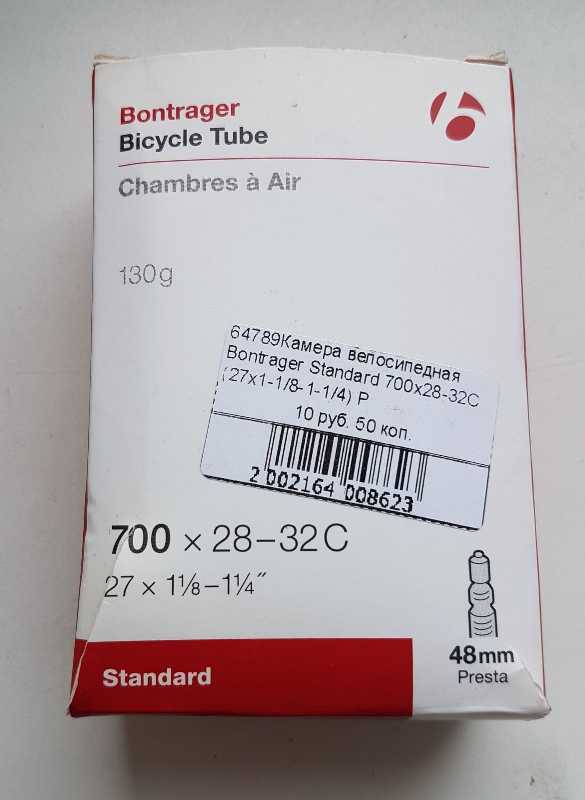 Bontrager
Bicycle Tube
Chambres à Air
130g
64789Камера велосипедная
Bontrager Standard 700x28-32C
(27x1-1/8-1-1/4) P
10 руб. 50 коп.
2 002164 008623
700 × 28–32C
27 × 1⅛–1¼″
48mm
Presta
Standard